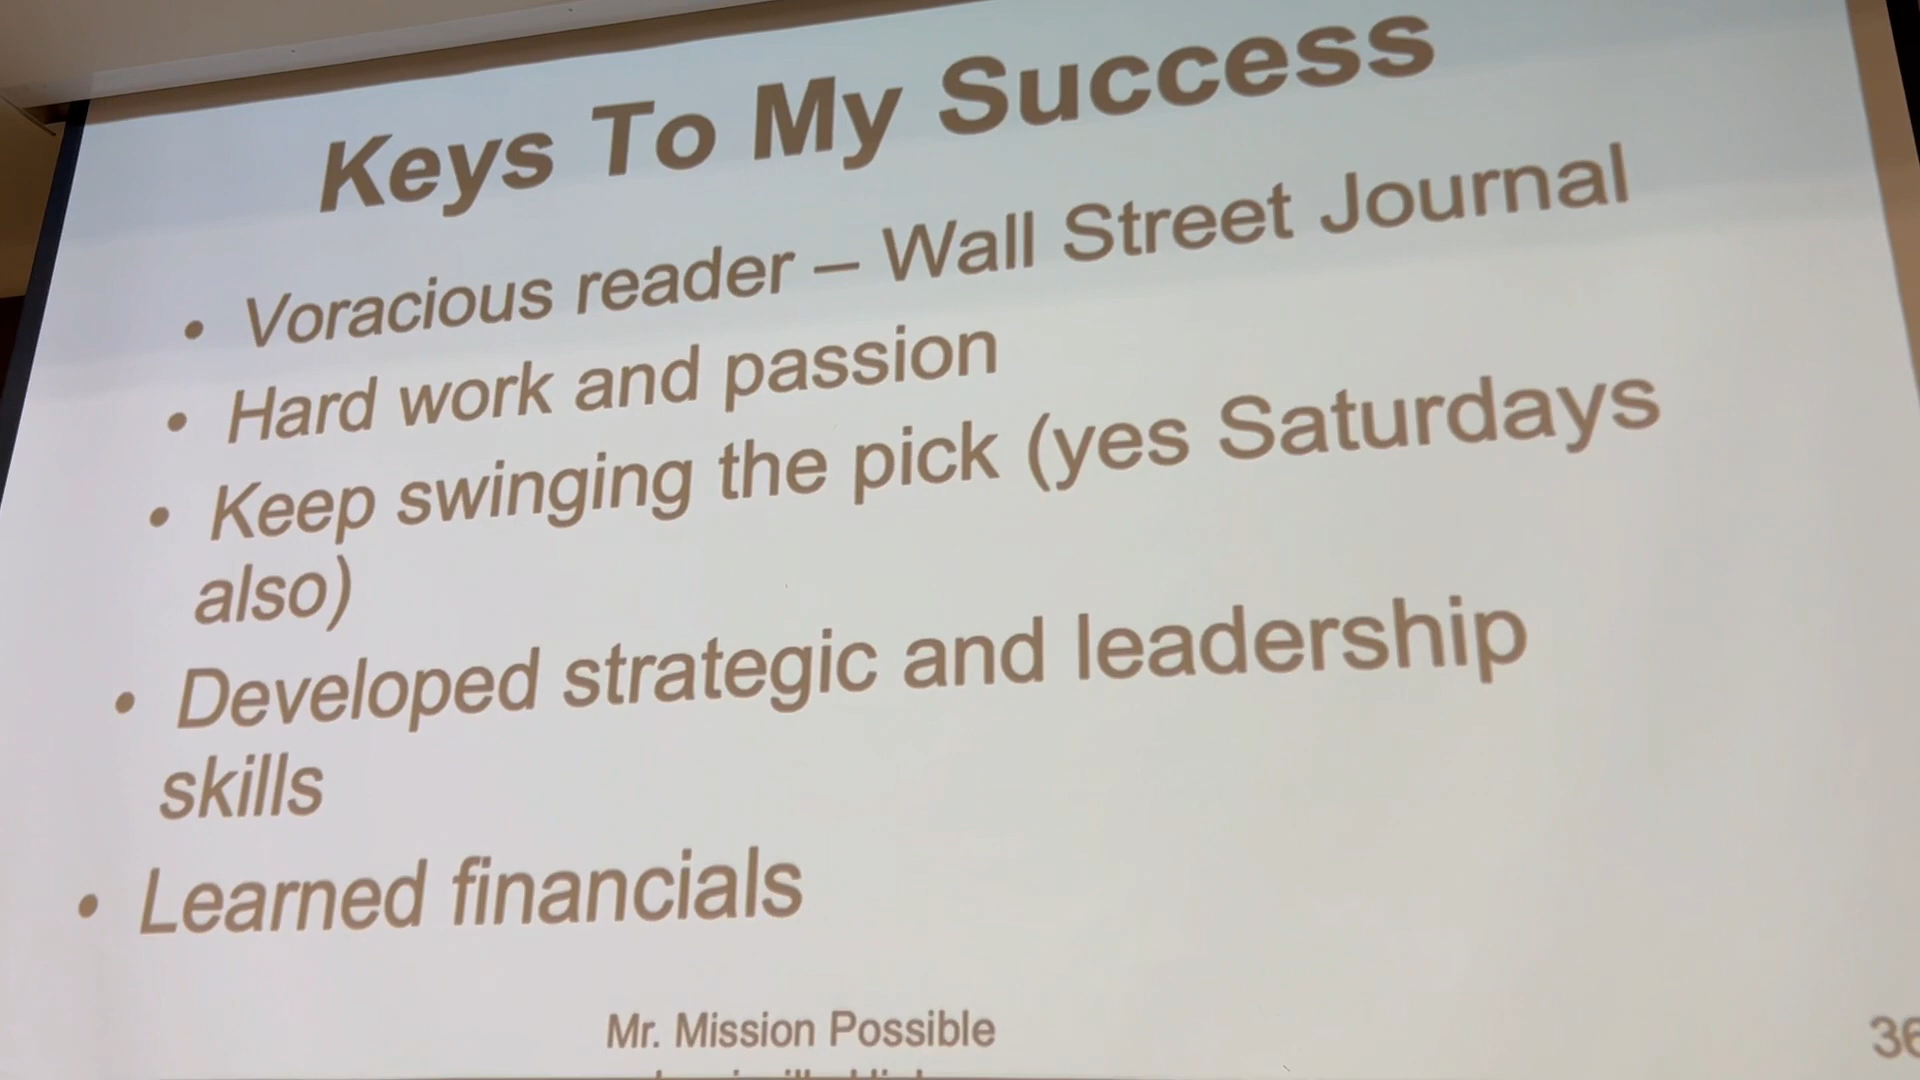 Keys To My Success
• Voracious reader – Wall Street Journal
• Hard work and passion
• Keep swinging the pick (yes Saturdays
also)
• Developed strategic and leadership
skills
• Learned financials
Mr. Mission Possible
36